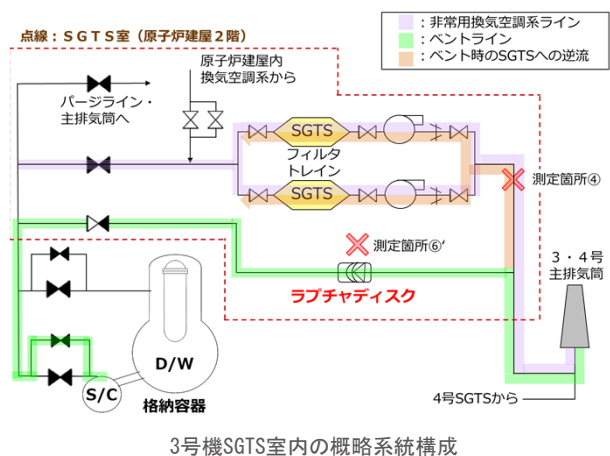 点線：ＳＧＴＳ室（原子炉建屋２階）
：非常用換気空調系ライン
：ベントライン
：ベント時のSGTSへの逆流
原子炉建屋内
換気空調系から
パージライン・
主排気筒へ
SGTS
フィルタ
トレイン
SGTS
測定箇所④
測定箇所⑥’
ラプチャディスク
３・４号
主排気筒
D/W
S/C
格納容器
4号SGTSから
3号機SGTS室内の概略系統構成